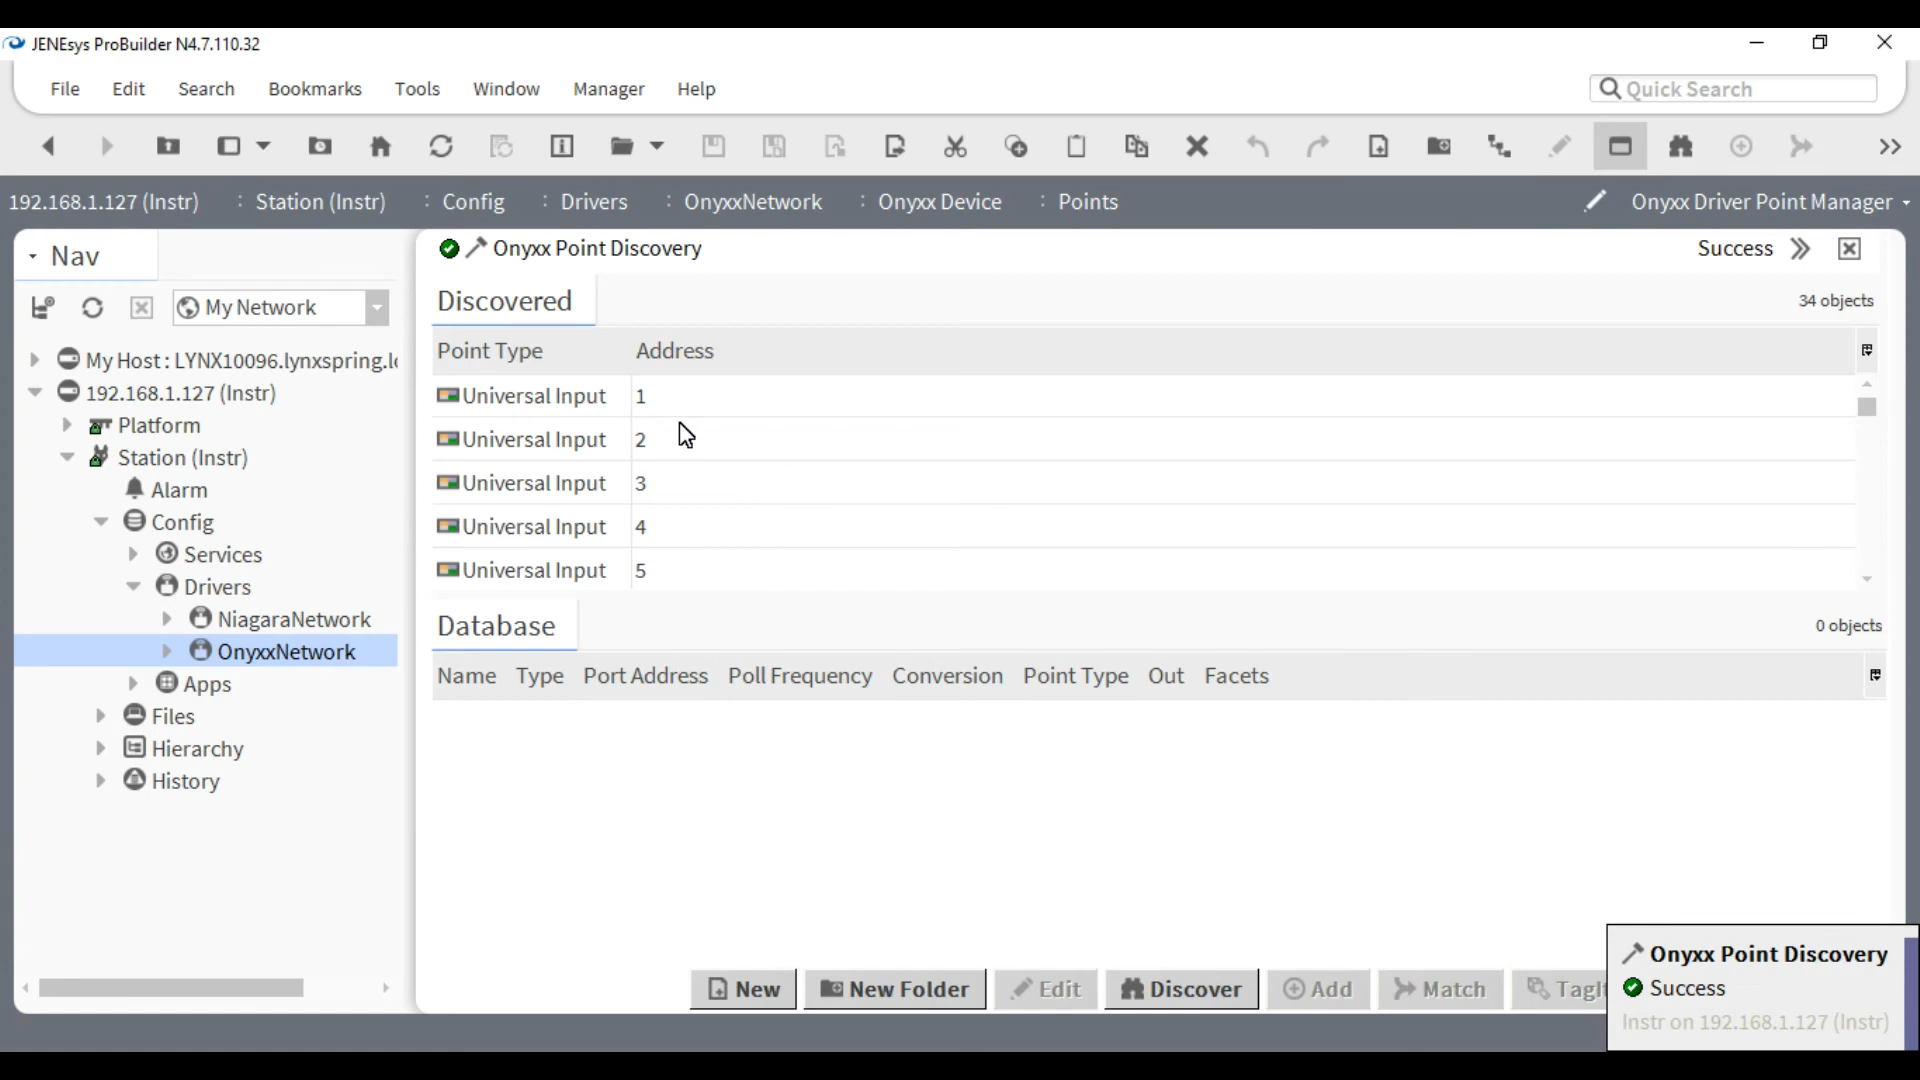 JENEsys ProBuilder N4.7.110.32
File Edit Search Bookmarks Tools Window Manager Help
Quick Search
192.168.1.127 (Instr) : Station (Instr) : Config : Drivers : OnyxxNetwork : Onyxx Device : Points
Onyxx Driver Point Manager
Nav
My Network
My Host : LYNX10096.lynxspring.l
192.168.1.127 (Instr)
Platform
Station (Instr)
Alarm
Config
Services
Drivers
NiagaraNetwork
OnyxxNetwork
Apps
Files
Hierarchy
History
Onyxx Point Discovery
Success
Discovered
34 objects
Point Type Address
Universal Input 1
Universal Input 2
Universal Input 3
Universal Input 4
Universal Input 5
Database
0 objects
Name Type Port Address Poll Frequency Conversion Point Type Out Facets
New New Folder Edit Discover Add Match TagI
Onyxx Point Discovery
Success
Instr on 192.168.1.127 (Instr)